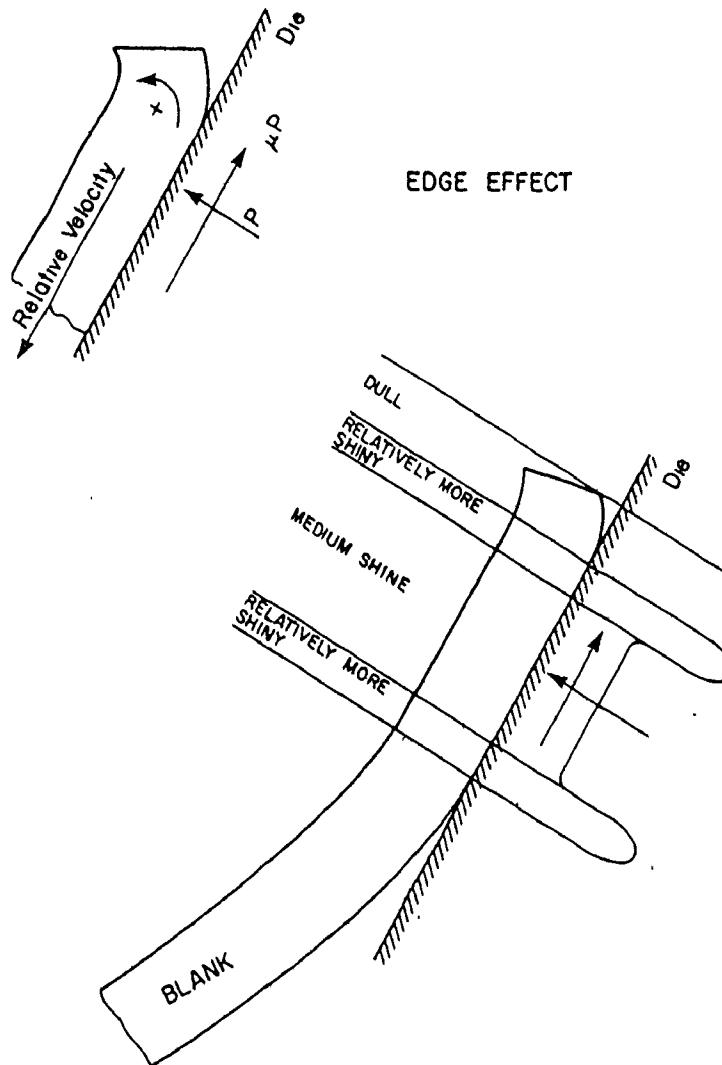 Die
+
μP
P
Relative Velocity
EDGE EFFECT
DULL
RELATIVELY MORE
SHINY
Die
MEDIUM SHINE
RELATIVELY MORE
SHINY
BLANK